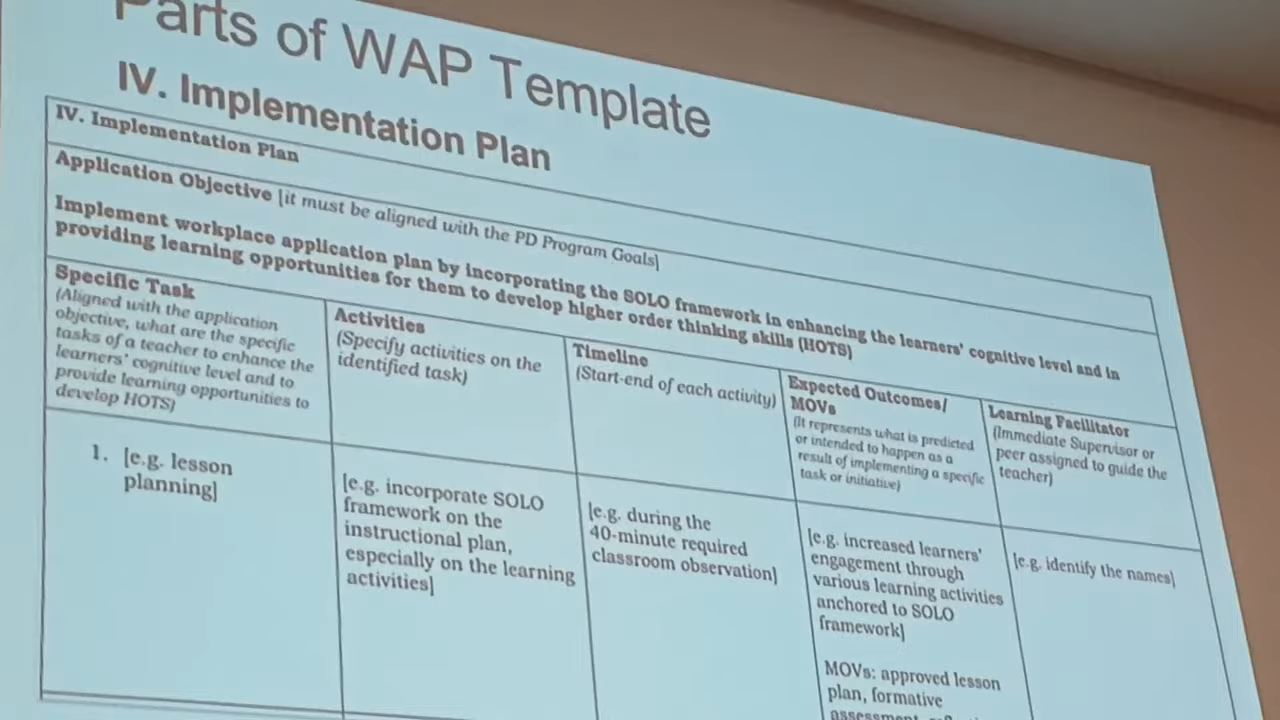 Parts of WAP Template
IV. Implementation Plan
IV. Implementation Plan
Application Objective [it must be aligned with the PD Program Goals]
Implement workplace application plan by incorporating the SOLO framework in enhancing the learners' cognitive level and in
providing learning opportunities for them to develop higher order thinking skills (HOTS)
Specific Task
(Aligned with the application
objective, what are the specific
tasks of a teacher to enhance the
learners' cognitive level and to
provide learning opportunities to
develop HOTS)
Activities
(Specify activities on the
identified task)
Timeline
(Start-end of each activity)
Expected Outcomes/
MOVs
(It represents what is predicted
or intended to happen as a
result of implementing a specific
task or initiative)
Learning Facilitator
(Immediate Supervisor or
peer assigned to guide the
teacher)
1. [e.g. lesson
planning]
[e.g. incorporate SOLO
framework on the
instructional plan,
especially on the learning
activities]
[e.g. during the
40-minute required
classroom observation]
[e.g. increased learners'
engagement through
various learning activities
anchored to SOLO
framework]
MOVs: approved lesson
plan, formative
assessment
[e.g. identify the names]